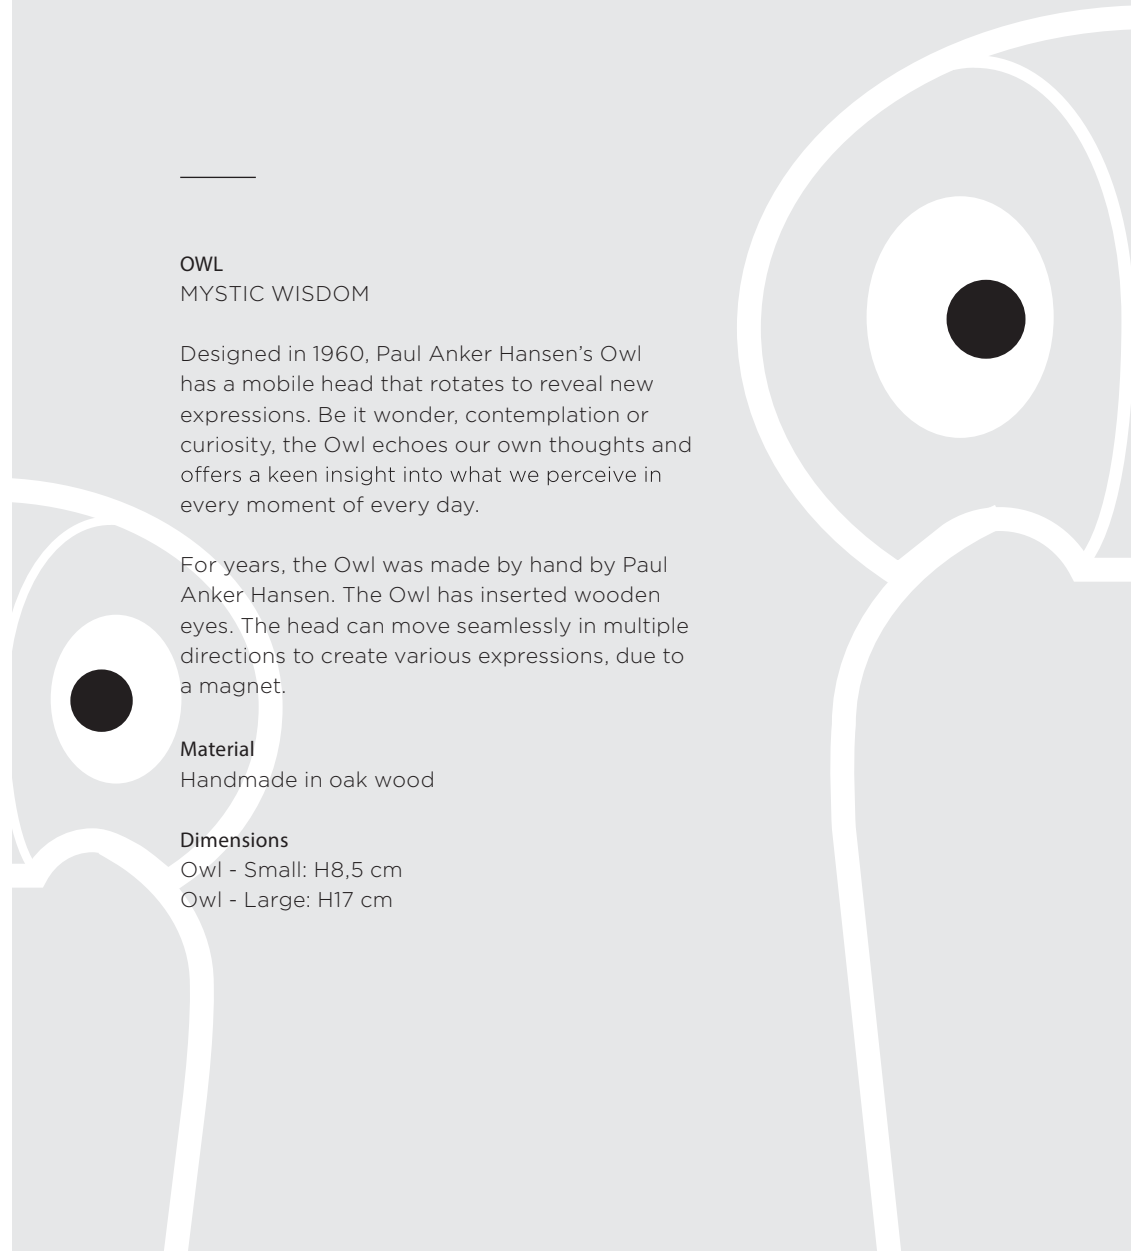 OWL
MYSTIC WISDOM
Designed in 1960, Paul Anker Hansen’s Owl
has a mobile head that rotates to reveal new
expressions. Be it wonder, contemplation or
curiosity, the Owl echoes our own thoughts and
offers a keen insight into what we perceive in
every moment of every day.
For years, the Owl was made by hand by Paul
Anker Hansen. The Owl has inserted wooden
eyes. The head can move seamlessly in multiple
directions to create various expressions, due to
a magnet.
Material
Handmade in oak wood
Dimensions
Owl - Small: H8,5 cm
Owl - Large: H17 cm